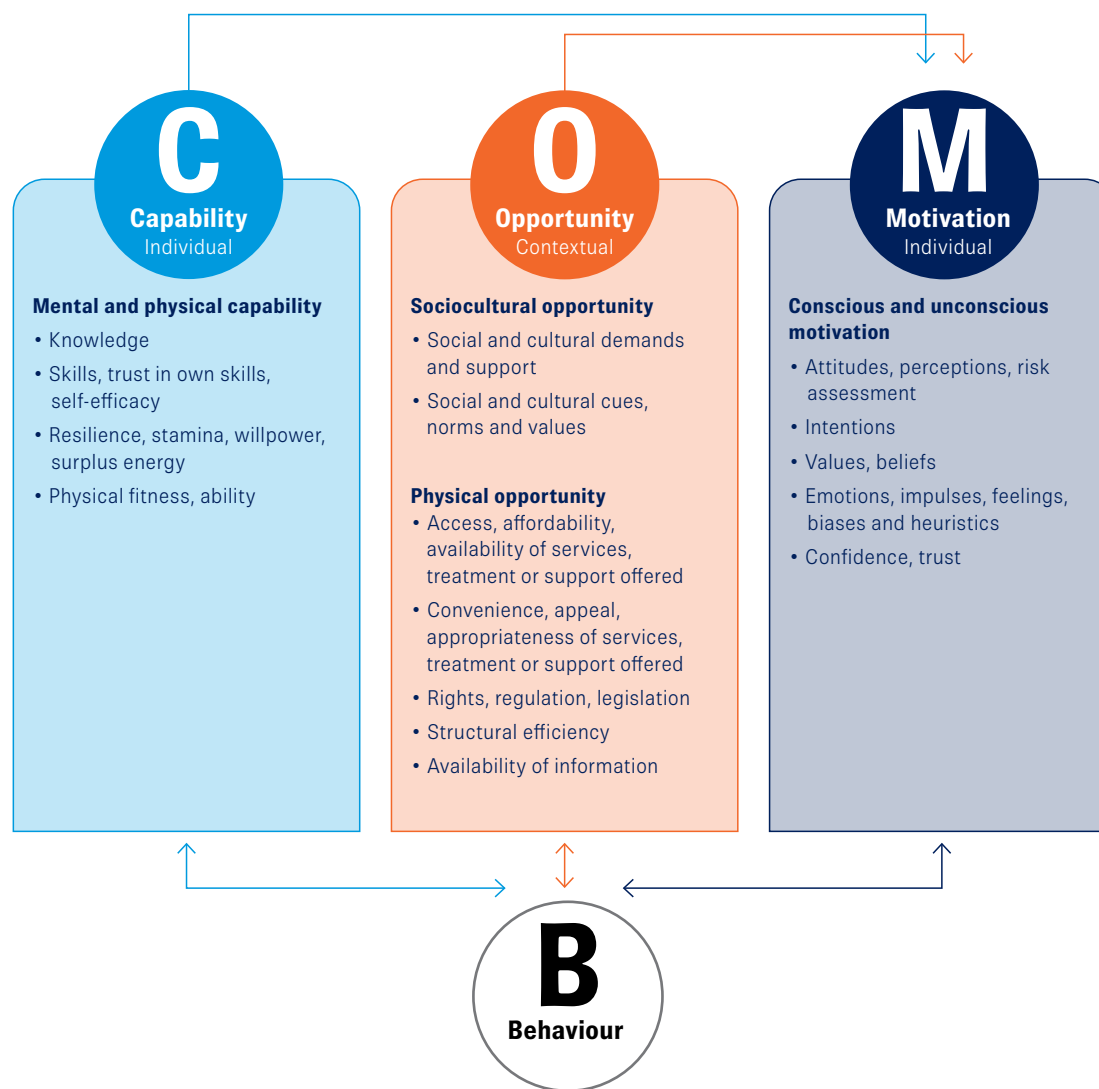 C
Capability
Individual
Mental and physical capability
• Knowledge
• Skills, trust in own skills,
self-efficacy
• Resilience, stamina, willpower,
surplus energy
• Physical fitness, ability
O
Opportunity
Contextual
Sociocultural opportunity
• Social and cultural demands
and support
• Social and cultural cues,
norms and values
Physical opportunity
• Access, affordability,
availability of services,
treatment or support offered
• Convenience, appeal,
appropriateness of services,
treatment or support offered
• Rights, regulation, legislation
• Structural efficiency
• Availability of information
M
Motivation
Individual
Conscious and unconscious
motivation
• Attitudes, perceptions, risk
assessment
• Intentions
• Values, beliefs
• Emotions, impulses, feelings,
biases and heuristics
• Confidence, trust
B
Behaviour